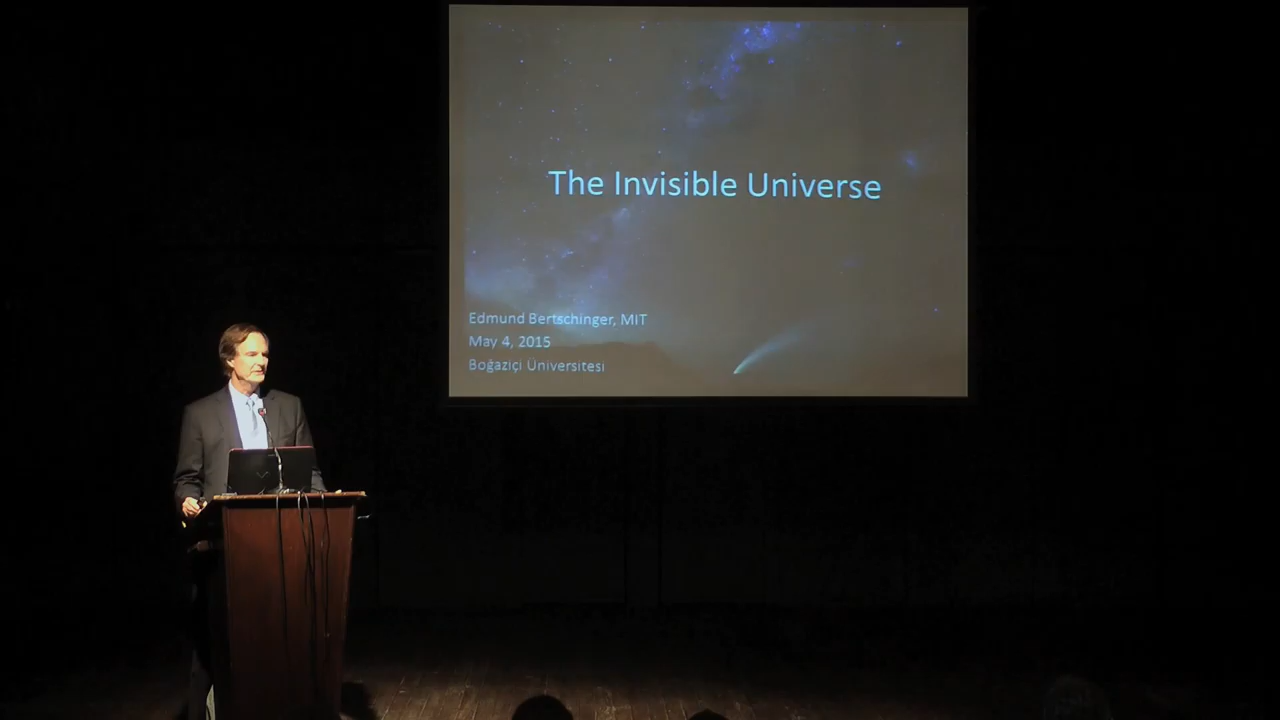 The Invisible Universe
Edmund Bertschinger, MIT
May 4, 2015
Boğaziçi Üniversitesi